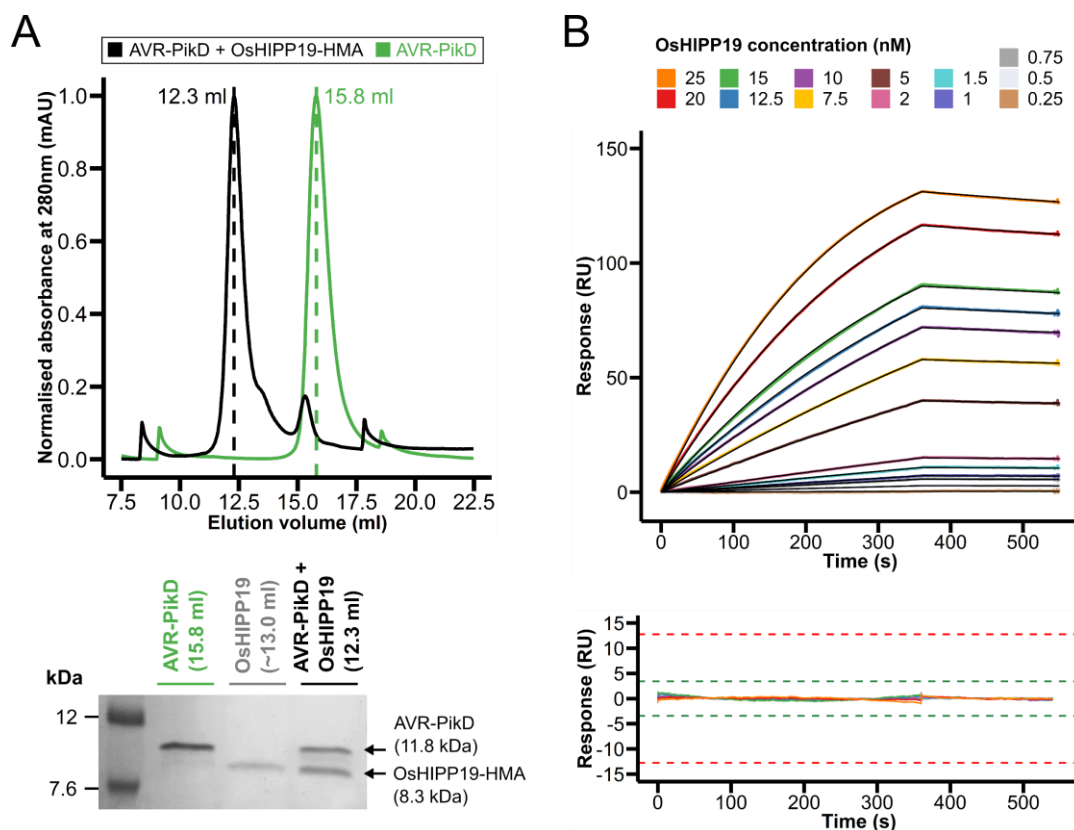 A
AVR-PikD + OsHIPP19-HMA AVR-PikD
Normalised absorbance at 280nm (mAU)
1.0
0.8
0.6
0.4
0.2
0.0
12.3 ml
15.8 ml
7.5 10.0 12.5 15.0 17.5 20.0 22.5
Elution volume (ml)
AVR-PikD
(15.8 ml)
OsHIPP19
(~13.0 ml)
AVR-PikD +
OsHIPP19
(12.3 ml)
kDa
12
7.6
AVR-PikD
(11.8 kDa)
OsHIPP19-HMA
(8.3 kDa)
B
OsHIPP19 concentration (nM)
25 15 10 5 1.5 0.75
20 12.5 7.5 2 1 0.5
0.25
Response (RU)
150
100
50
0
0 100 200 300 400 500
Time (s)
Response (RU)
15
10
5
0
-5
-10
-15
0 100 200 300 400 500
Time (s)